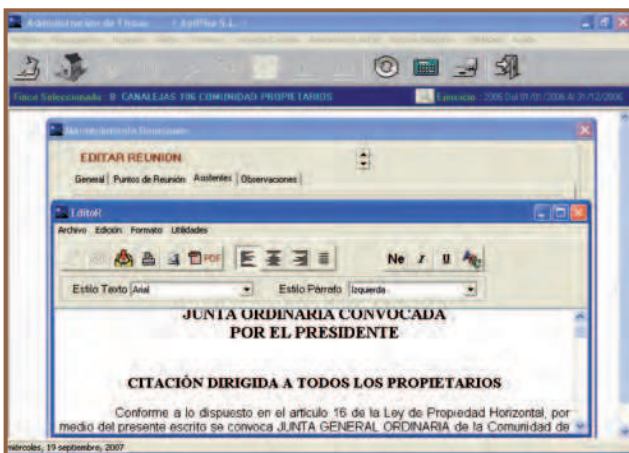 Administración de Fincas
Finca Seleccionada 8 CANALEJAS 106 COMUNIDAD PROPIETARIOS
Ejercicio : 2006 Del 01/01/2006 Al 31/12/2006
EDITAR REUNION
General Puntos de Reunión Asistentes Observaciones
EditoR
Archivo Edición Formato Utilidades
PDF
Ne I U
Estilo Texto Arial Estilo Párrafo Izquierda
JUNTA ORDINARIA CONVOCADA
POR EL PRESIDENTE
CITACIÓN DIRIGIDA A TODOS LOS PROPIETARIOS
Conforme a lo dispuesto en el artículo 16 de la Ley de Propiedad Horizontal, por
medio del presente escrito se convoca JUNTA GENERAL ORDINARIA de la Comunidad de
miércoles, 19 septiembre, 2007